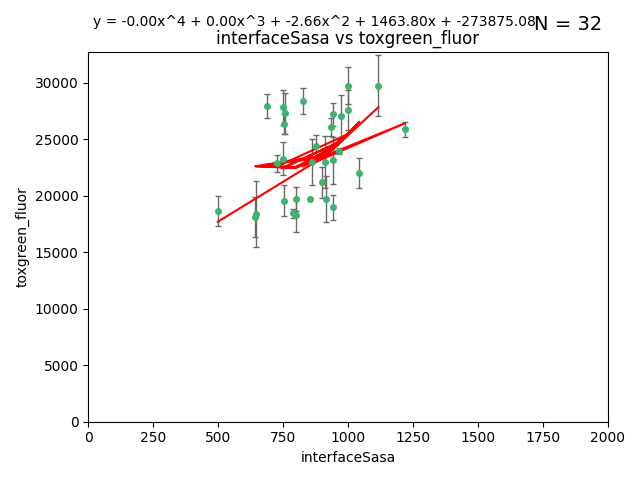 y = -0.00x^4 + 0.00x^3 + -2.66x^2 + 1463.80x + -273875.08
N = 32
interfaceSasa vs toxgreen_fluor
30000
25000
20000
15000
10000
5000
0
toxgreen_fluor
0 250 500 750 1000 1250 1500 1750 2000
interfaceSasa